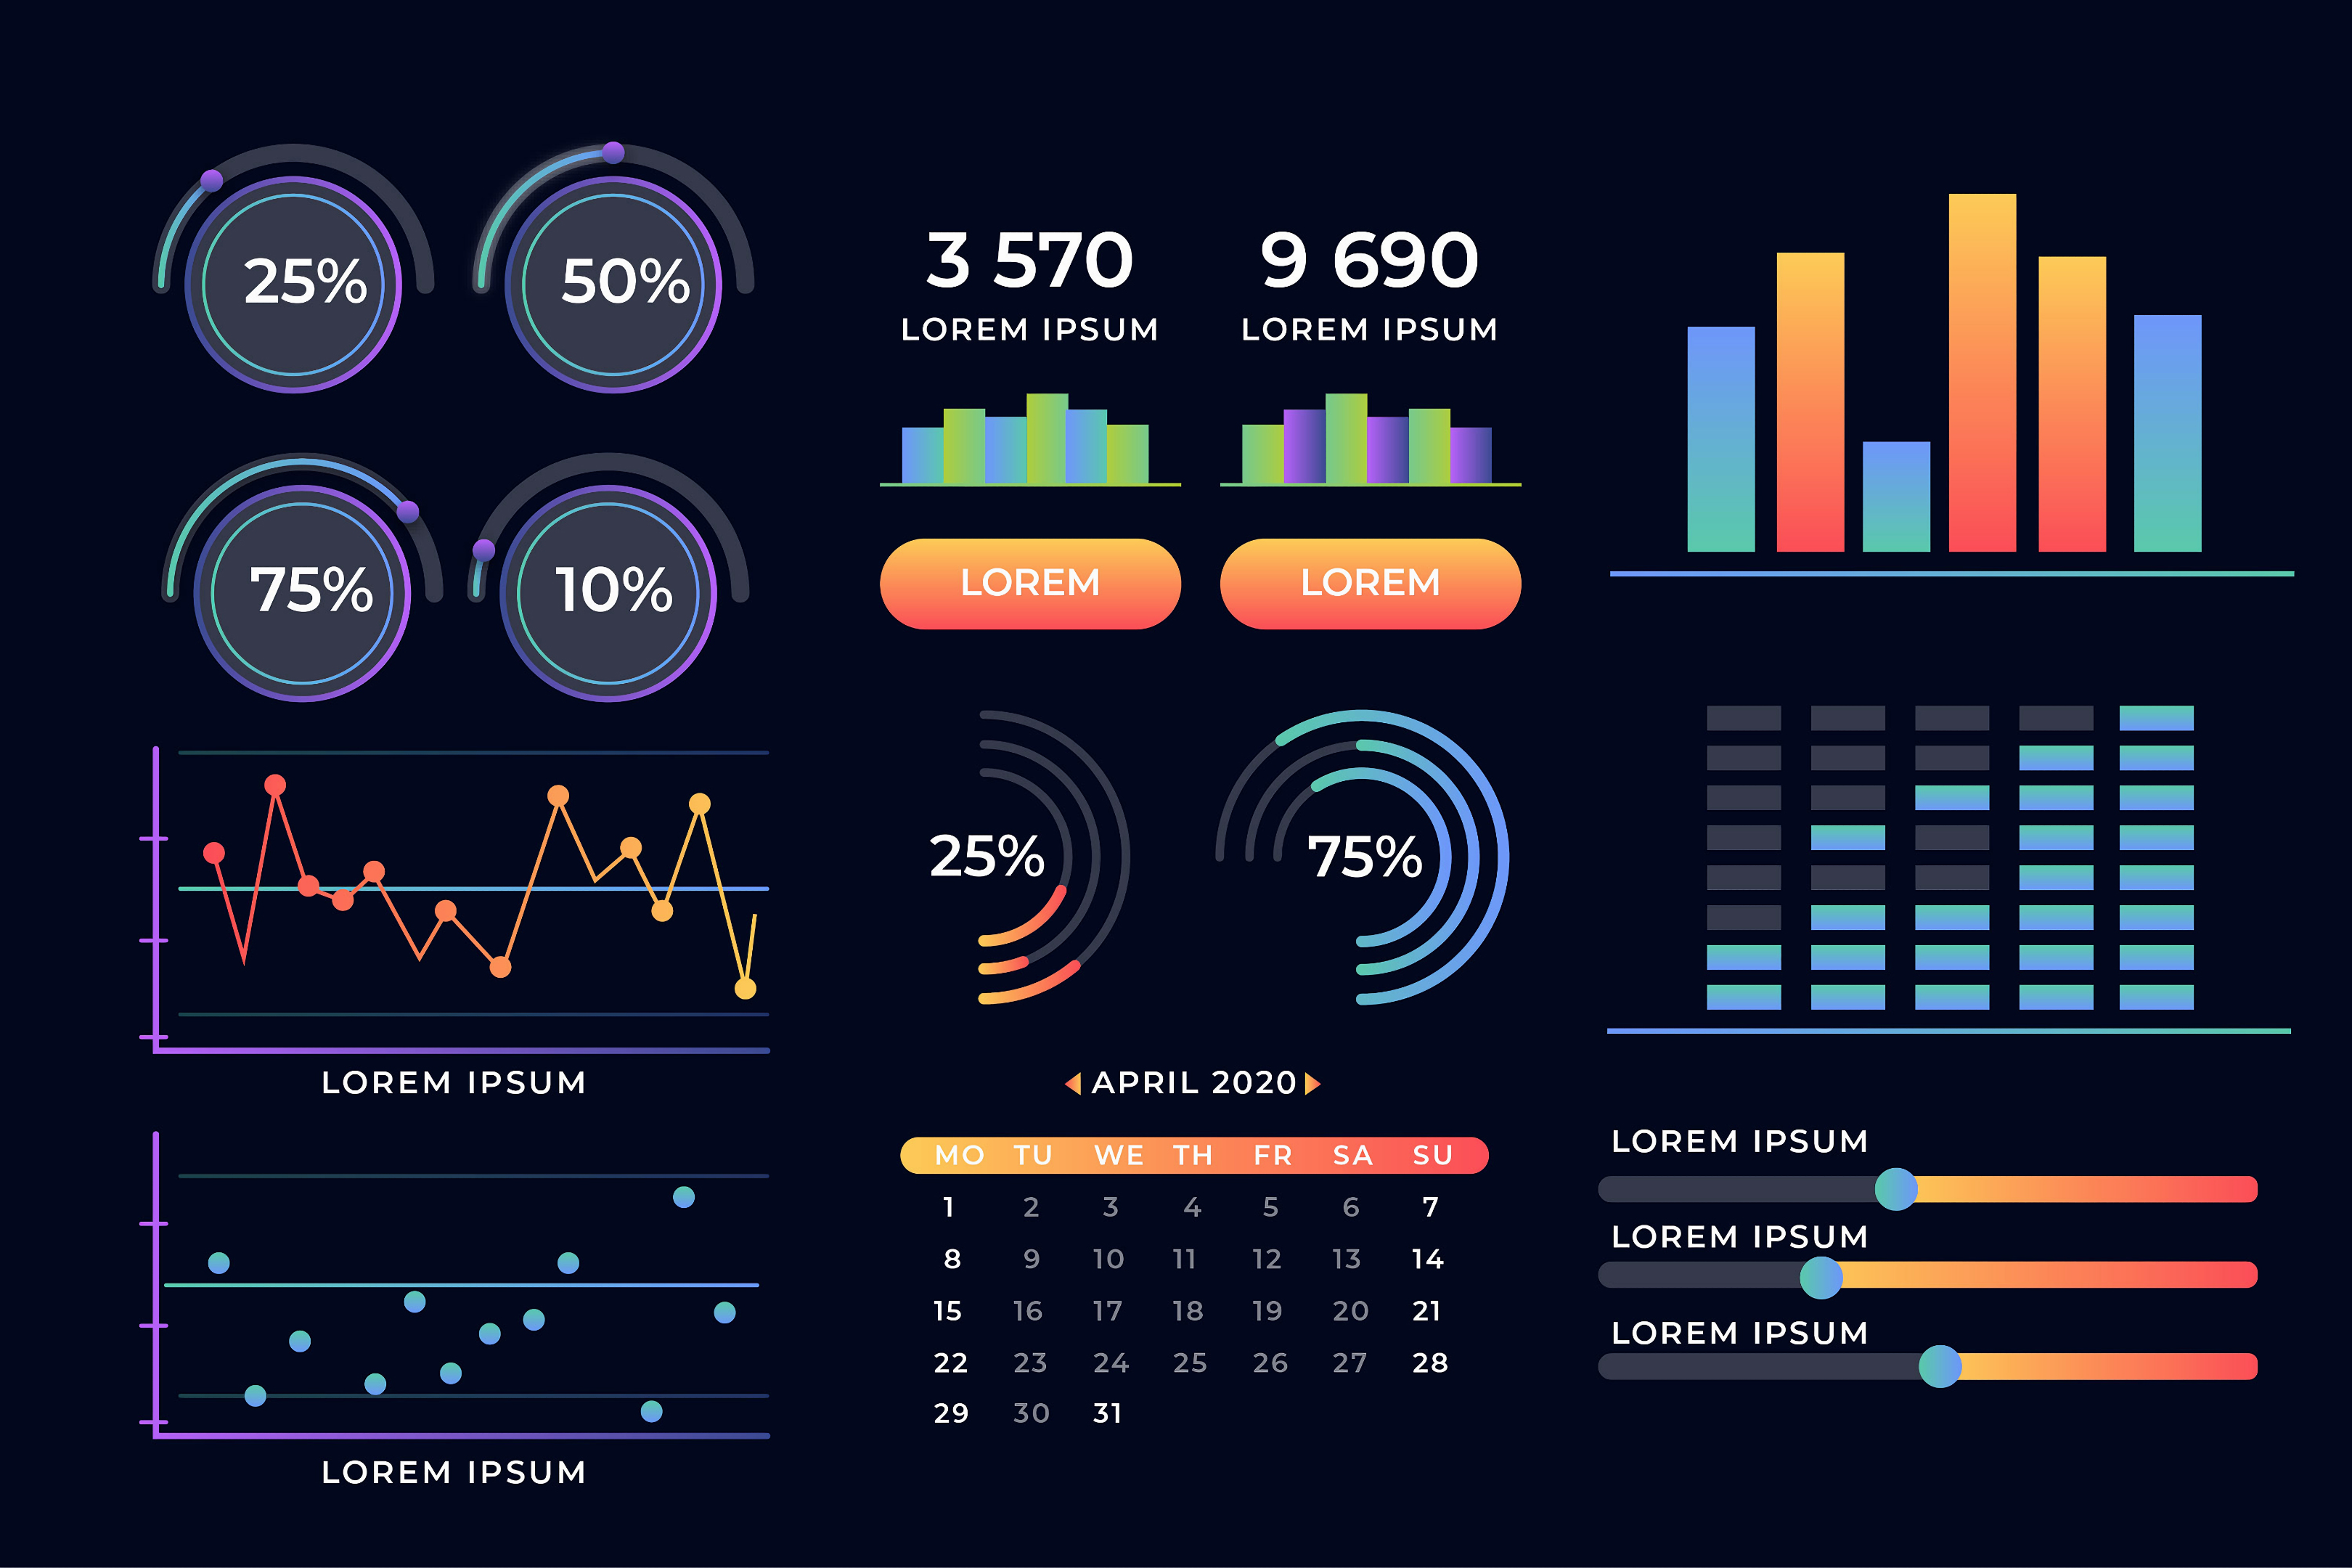 25%
50%
75%
10%
LOREM IPSUM
LOREM IPSUM
3 570
LOREM IPSUM
9 690
LOREM IPSUM
LOREM
LOREM
25%
75%
APRIL 2020
MO TU WE TH FR SA SU
1 2 3 4 5 6 7
8 9 10 11 12 13 14
15 16 17 18 19 20 21
22 23 24 25 26 27 28
29 30 31
LOREM IPSUM
LOREM IPSUM
LOREM IPSUM